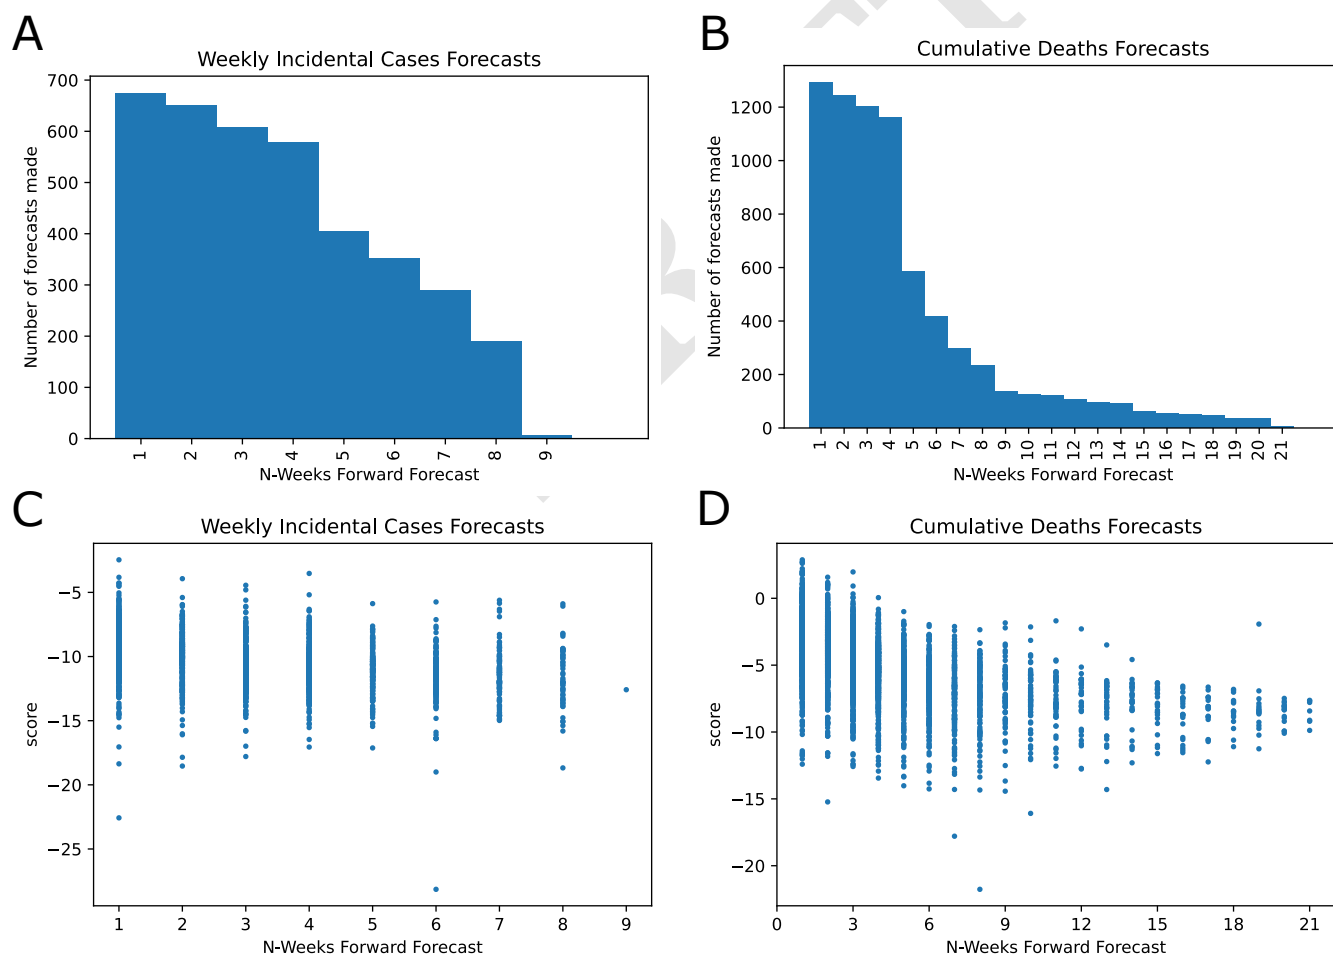 A
Weekly Incidental Cases Forecasts
700
600
500
400
300
200
100
0
Number of forecasts made
1 2 3 4 5 6 7 8 9
N-Weeks Forward Forecast
B
Cumulative Deaths Forecasts
1200
1000
800
600
400
200
0
Number of forecasts made
1 2 3 4 5 6 7 8 9 10 11 12 13 14 15 16 17 18 19 20 21
N-Weeks Forward Forecast
C
Weekly Incidental Cases Forecasts
−5
−10
−15
−20
−25
score
1 2 3 4 5 6 7 8 9
N-Weeks Forward Forecast
D
Cumulative Deaths Forecasts
0
−5
−10
−15
−20
score
0 3 6 9 12 15 18 21
N-Weeks Forward Forecast